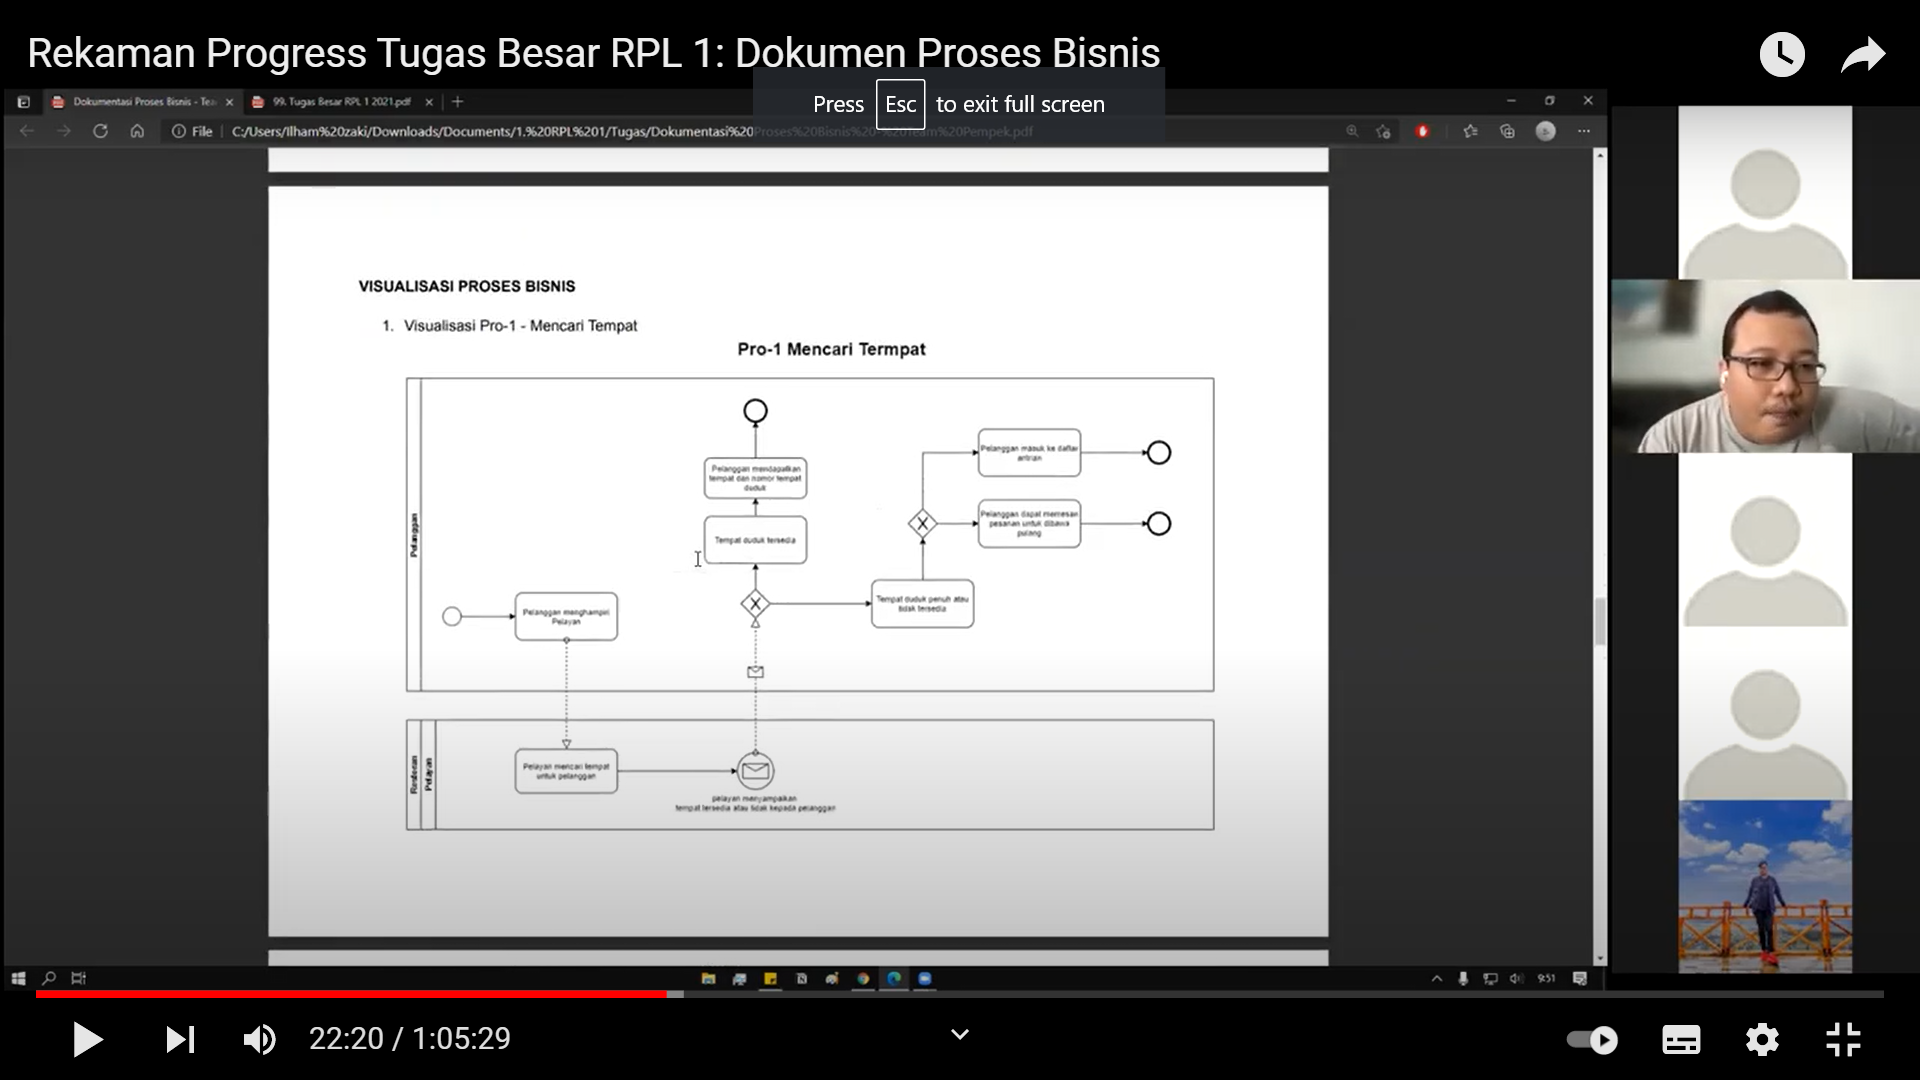 Rekaman Progress Tugas Besar RPL 1: Dokumen Proses Bisnis
Press Esc to exit full screen
Dokumentasi Proses Bisnis - Tea
99. Tugas Besar RPL 1 2021.pdf
File
C:/Users/Ilham%20zaki/Downloads/Documents/1.%20RPL%201/Tugas/Dokumentasi%20Proses%20Bisnis%20-%20Team%20Pempek.pdf
VISUALISASI PROSES BISNIS
1. Visualisasi Pro-1 - Mencari Tempat
Pro-1 Mencari Termpat
Pelanggan
Pelanggan mendapatkan
tempat dan nomor tempat
duduk
Tempat duduk tersedia
Pelanggan masuk ke daftar
antrian
Pelanggan dapat memesan
pesanan untuk dibawa
pulang
Tempat duduk penuh atau
tidak tersedia
Pelanggan menghampiri
Pelayan
Restoran
Pelayan
Pelayan mencari tempat
untuk pelanggan
pelayan menyampaikan
tempat tersedia atau tidak kepada pelanggan
9:51
22:20 / 1:05:29